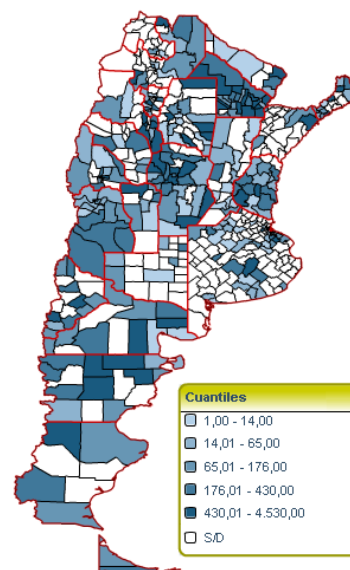 Cuantiles
1,00 - 14,00
14,01 - 65,00
65,01 - 176,00
176,01 - 430,00
430,01 - 4.530,00
S/D